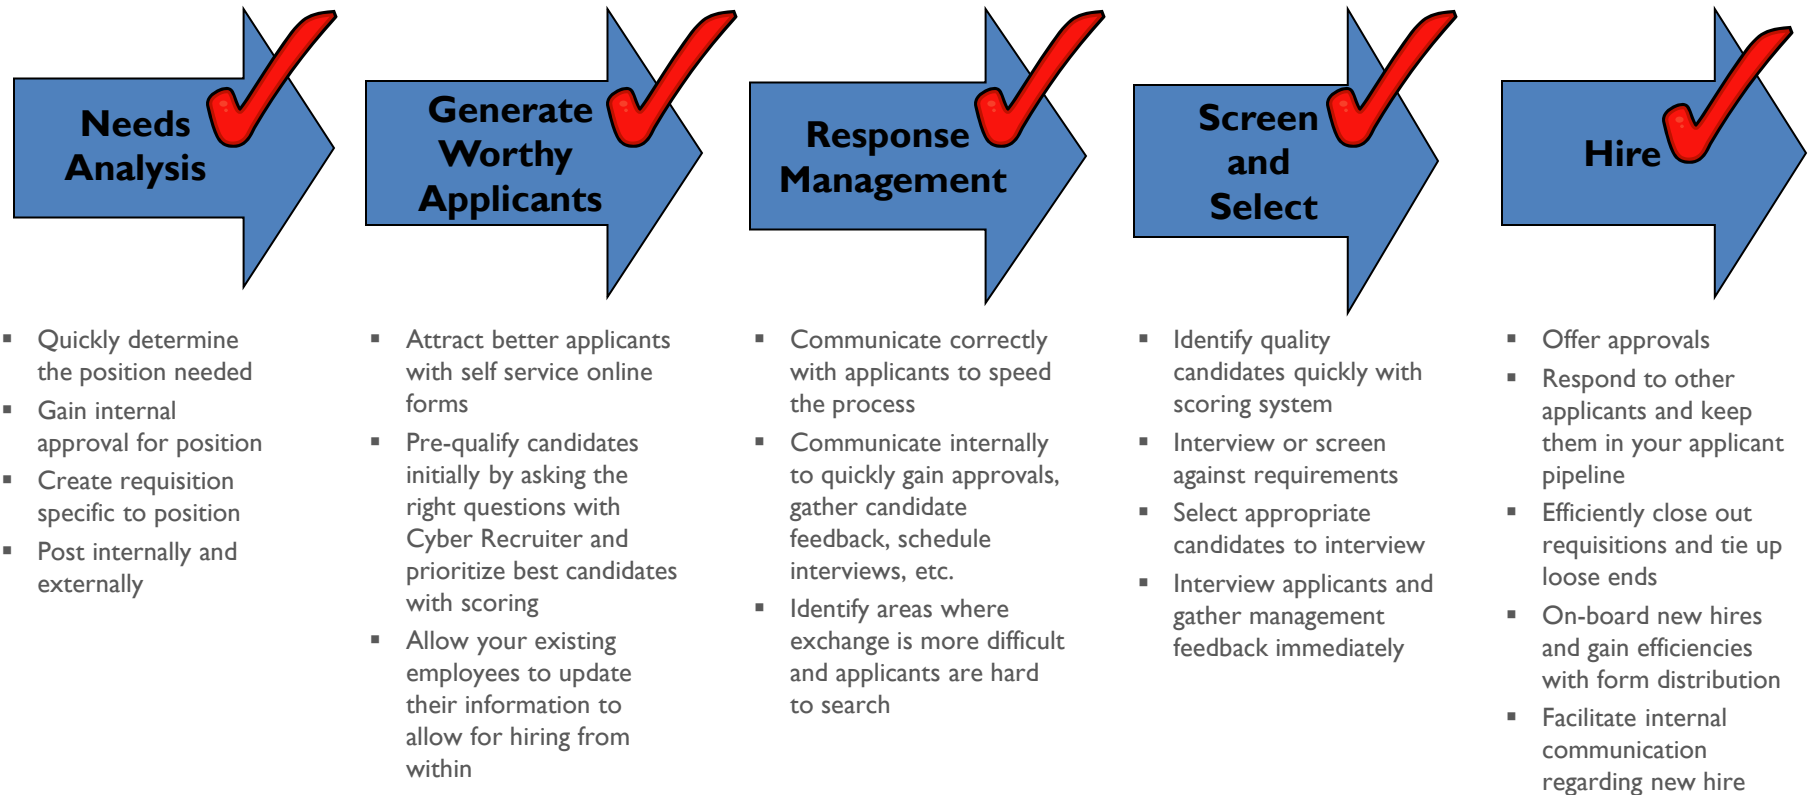 Needs
Analysis
▪ Quickly determine
the position needed
▪ Gain internal
approval for position
▪ Create requisition
specific to position
▪ Post internally and
externally
Generate
Worthy
Applicants
▪ Attract better applicants
with self service online
forms
▪ Pre-qualify candidates
initially by asking the
right questions with
Cyber Recruiter and
prioritize best candidates
with scoring
▪ Allow your existing
employees to update
their information to
allow for hiring from
within
Response
Management
▪ Communicate correctly
with applicants to speed
the process
▪ Communicate internally
to quickly gain approvals,
gather candidate
feedback, schedule
interviews, etc.
▪ Identify areas where
exchange is more difficult
and applicants are hard
to search
Screen
and
Select
▪ Identify quality
candidates quickly with
scoring system
▪ Interview or screen
against requirements
▪ Select appropriate
candidates to interview
▪ Interview applicants and
gather management
feedback immediately
Hire
▪ Offer approvals
▪ Respond to other
applicants and keep
them in your applicant
pipeline
▪ Efficiently close out
requisitions and tie up
loose ends
▪ On-board new hires
and gain efficiencies
with form distribution
▪ Facilitate internal
communication
regarding new hire